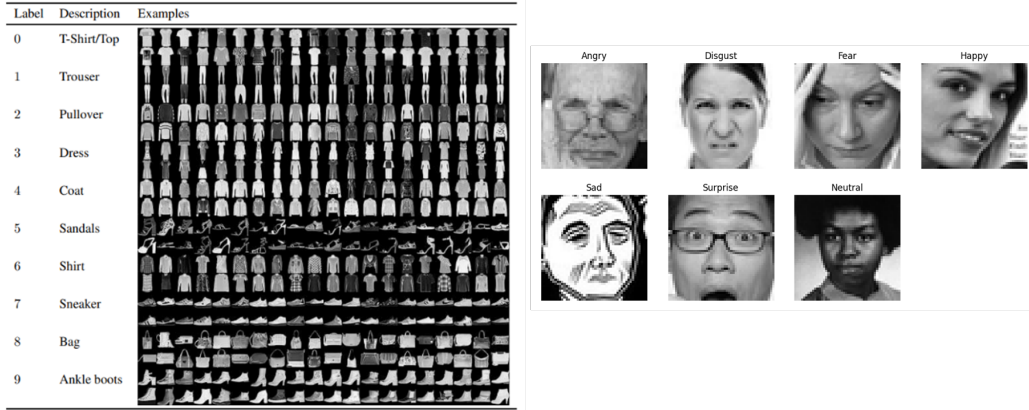 Label Description Examples
0 T-Shirt/Top
1 Trouser
2 Pullover
3 Dress
4 Coat
5 Sandals
6 Shirt
7 Sneaker
8 Bag
9 Ankle boots
Angry Disgust Fear Happy
Sad Surprise Neutral